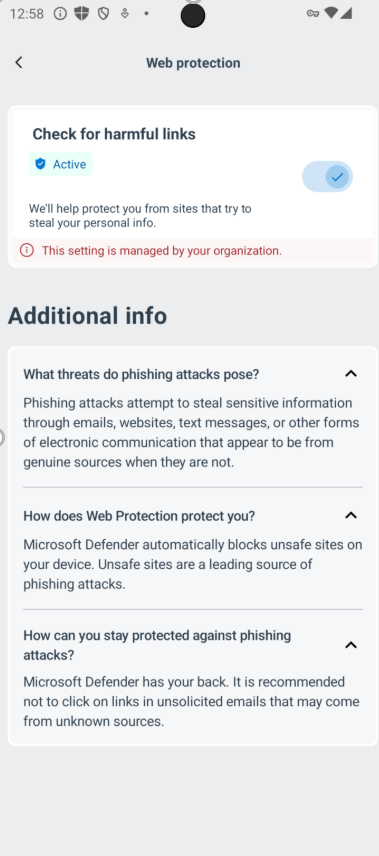 12:58
Web protection
Check for harmful links
Active
We'll help protect you from sites that try to
steal your personal info.
This setting is managed by your organization.
Additional info
What threats do phishing attacks pose?
Phishing attacks attempt to steal sensitive information
through emails, websites, text messages, or other forms
of electronic communication that appear to be from
genuine sources when they are not.
How does Web Protection protect you?
Microsoft Defender automatically blocks unsafe sites on
your device. Unsafe sites are a leading source of
phishing attacks.
How can you stay protected against phishing
attacks?
Microsoft Defender has your back. It is recommended
not to click on links in unsolicited emails that may come
from unknown sources.